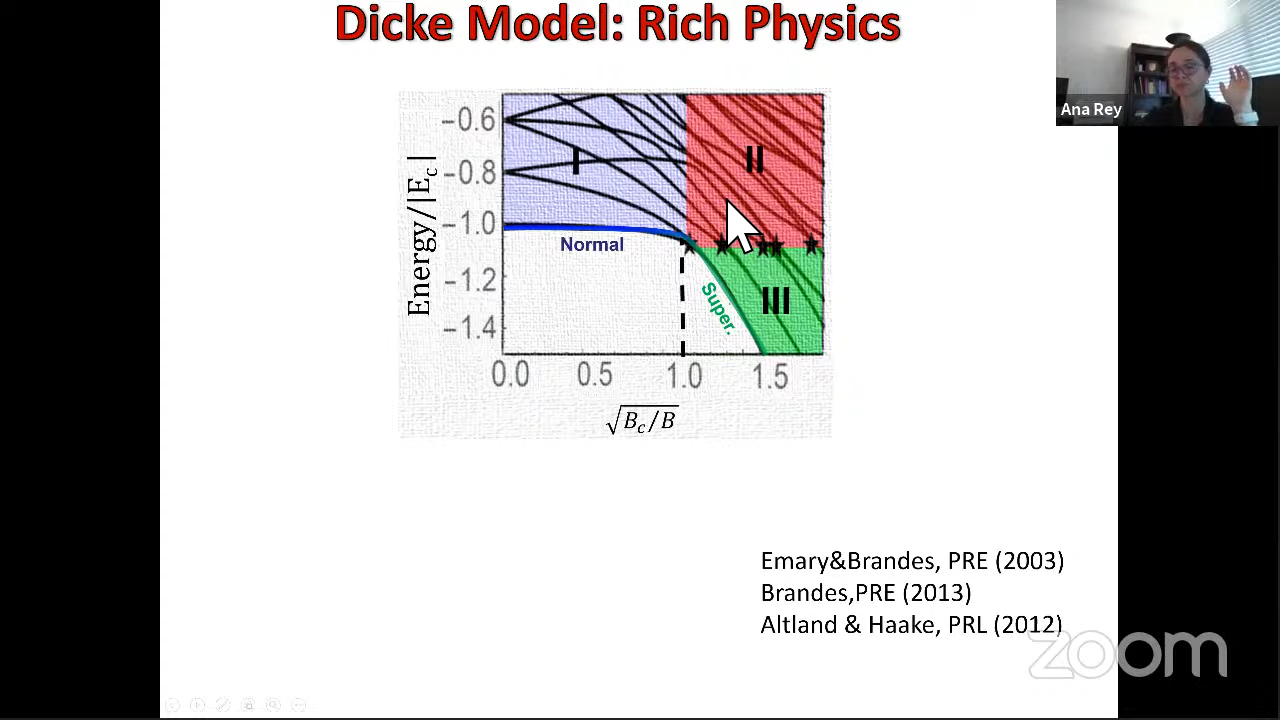 Dicke Model: Rich Physics
Ana Rey
Energy/|E_c|
−0.6
−0.8
−1.0
−1.2
−1.4
I
II
III
Normal
Super.
0.0 0.5 1.0 1.5
√B_c/B
Emary&Brandes, PRE (2003)
Brandes,PRE (2013)
Altland & Haake, PRL (2012)
zoom